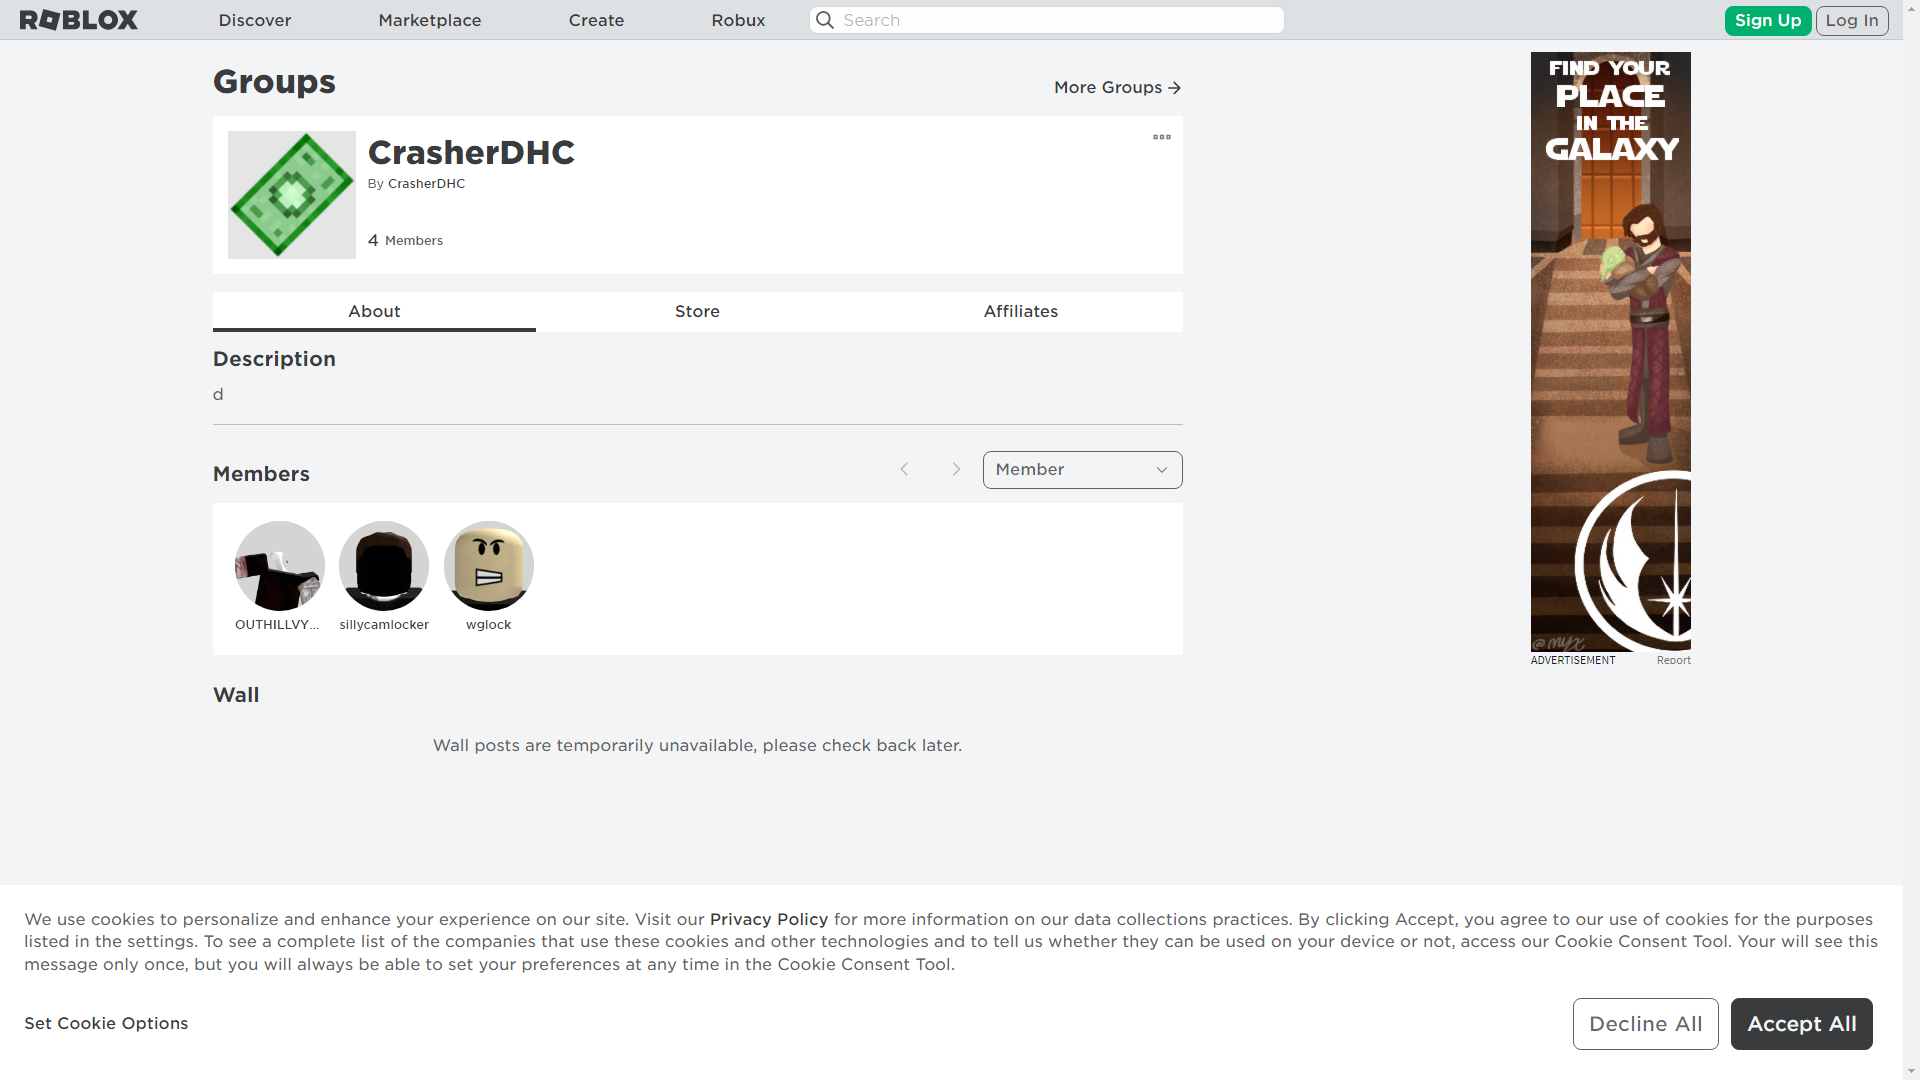 ROBLOX Discover Marketplace Create Robux Search Sign Up Log In
Groups
More Groups
CrasherDHC
By CrasherDHC
4 Members
About Store Affiliates
Description
d
Members
Member
OUTHILLVY... sillycamlocker wglock
Wall
Wall posts are temporarily unavailable, please check back later.
FIND YOUR
PLACE
IN THE
GALAXY
@nyx
ADVERTISEMENT Report
We use cookies to personalize and enhance your experience on our site. Visit our Privacy Policy for more information on our data collections practices. By clicking Accept, you agree to our use of cookies for the purposes
listed in the settings. To see a complete list of the companies that use these cookies and other technologies and to tell us whether they can be used on your device or not, access our Cookie Consent Tool. Your will see this
message only once, but you will always be able to set your preferences at any time in the Cookie Consent Tool.
Set Cookie Options
Decline All Accept All